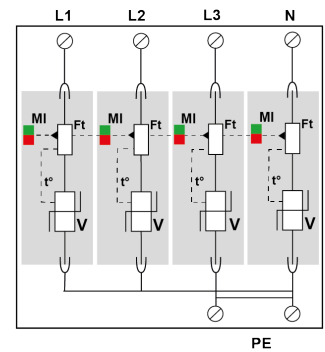 L1 L2 L3 N
MI Ft MI Ft MI Ft MI Ft
t° t° t° t°
V V V V
PE